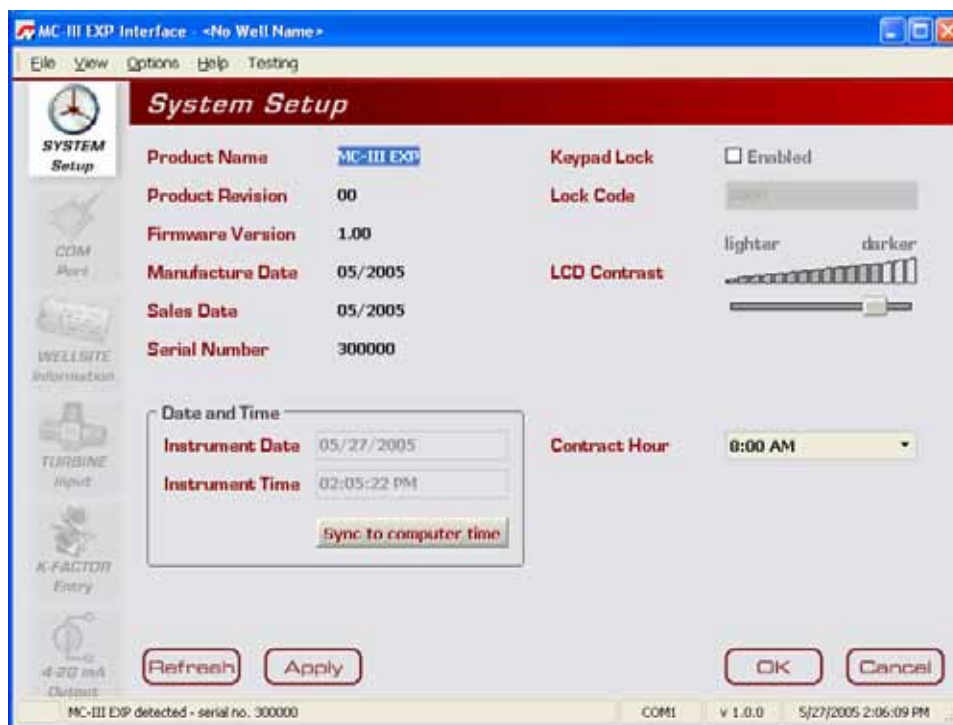 MC-III EXP Interface - <No Well Name>
File View Options Help Testing
System Setup
SYSTEM
Setup
COM
Port
WELLSITE
Information
TURBINE
Input
K-FACTOR
Entry
4-20 mA
Output
Product Name MC-III EXP
Product Revision 00
Firmware Version 1.00
Manufacture Date 05/2005
Sales Date 05/2005
Serial Number 300000
Keypad Lock Enabled
Lock Code
lighter darker
LCD Contrast
Date and Time
Instrument Date 05/27/2005
Instrument Time 02:05:22 PM
Sync to computer time
Contract Hour 8:00 AM
Refresh Apply OK Cancel
MC-III EXP detected - serial no. 300000 COM1 v 1.0.0 5/27/2005 2:06:09 PM